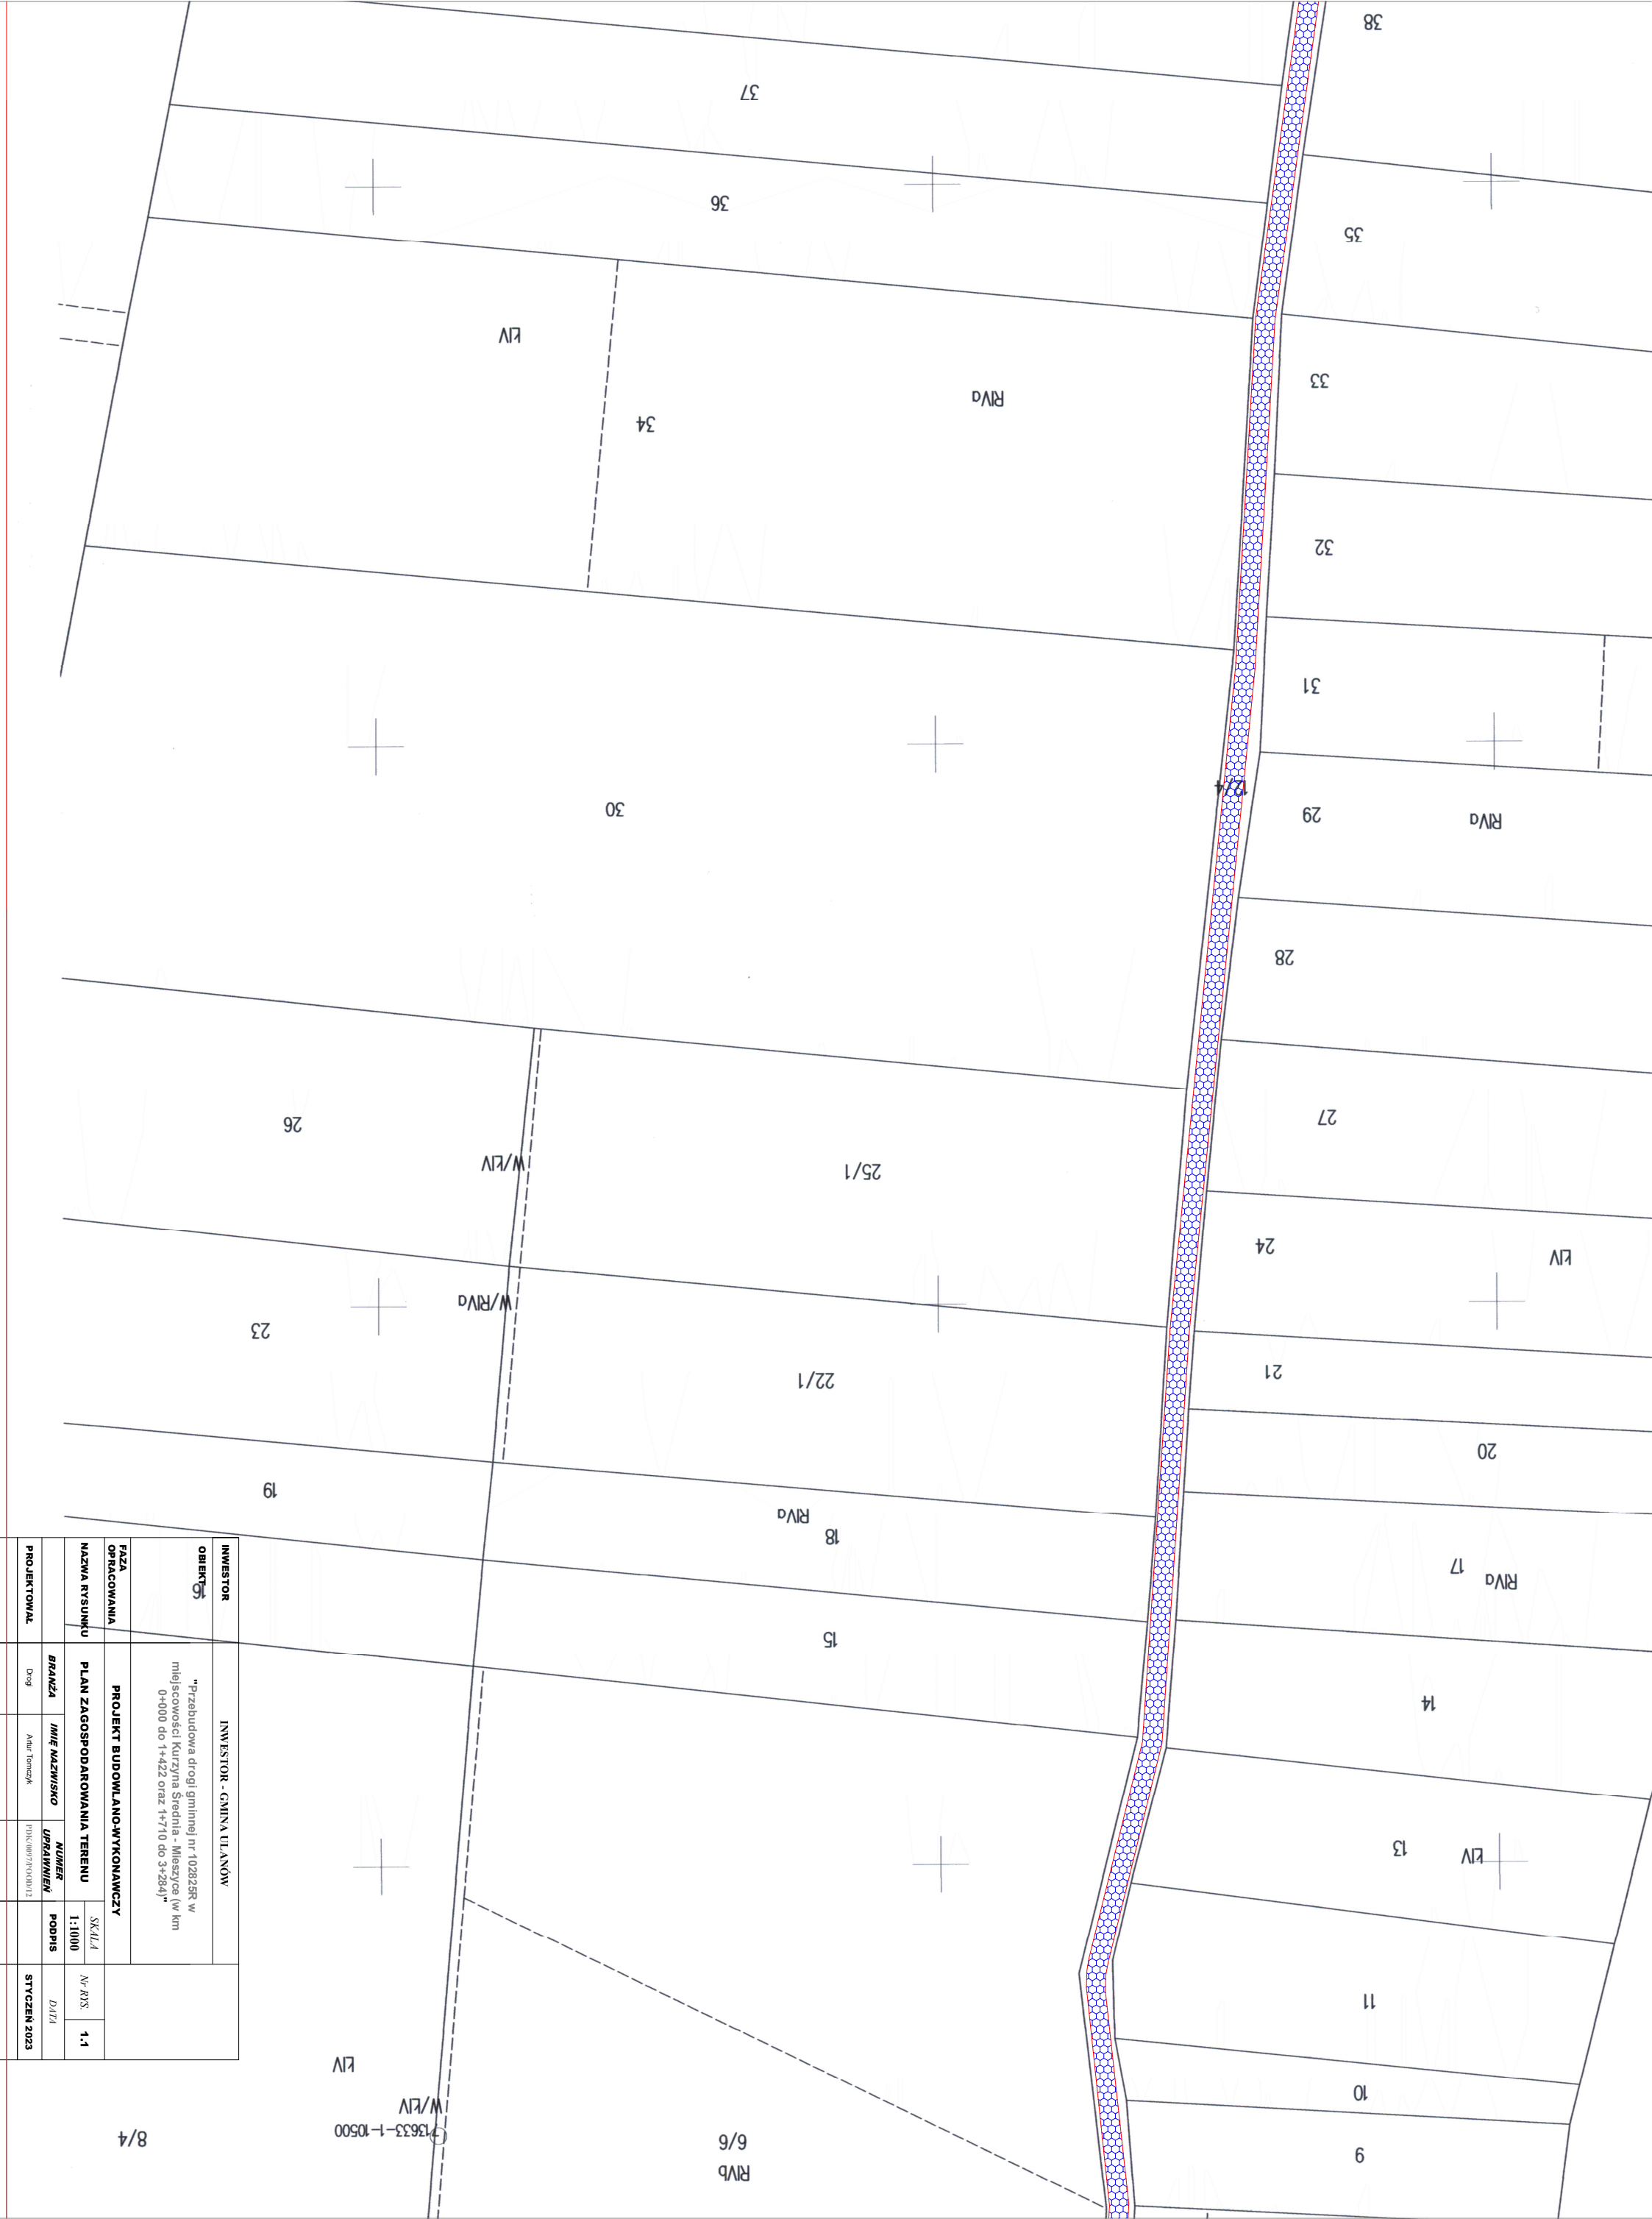 38
37
36
35
ŁIV
RIVa
33
34
32
31
12/4
30
29
RIVa
28
26
27
W/ŁIV
25/1
24
ŁIV
W/RIVa
23
22/1
21
20
19
RIVa
18
17
RIVa
16
15
14
13
ŁIV
11
10
9
ŁIV
W/ŁIV
8/4
6/6
RIVb
INWESTOR
INWESTOR - GMINA ULANÓW
OBIEKT
"Przebudowa drogi gminnej nr 102825R w
miejscowości Kurzyna Średnia - Mieszyce (w km
0+000 do 1+422 oraz 1+710 do 3+284)"
FAZA
OPRACOWANIA
PROJEKT BUDOWLANO-WYKONAWCZY
NAZWA RYSUNKU
PLAN ZAGOSPODAROWANIA TERENU
SKALA
1:1000
Nr RYS.
1.1
BRANŻA
IMIĘ NAZWISKO
NUMER
UPRAWNIEŃ
PODPIS
DATA
PROJEKTOWAŁ
Drog
Artur Tomczyk
PDK/0097/POOD/12
STYCZEŃ 2023